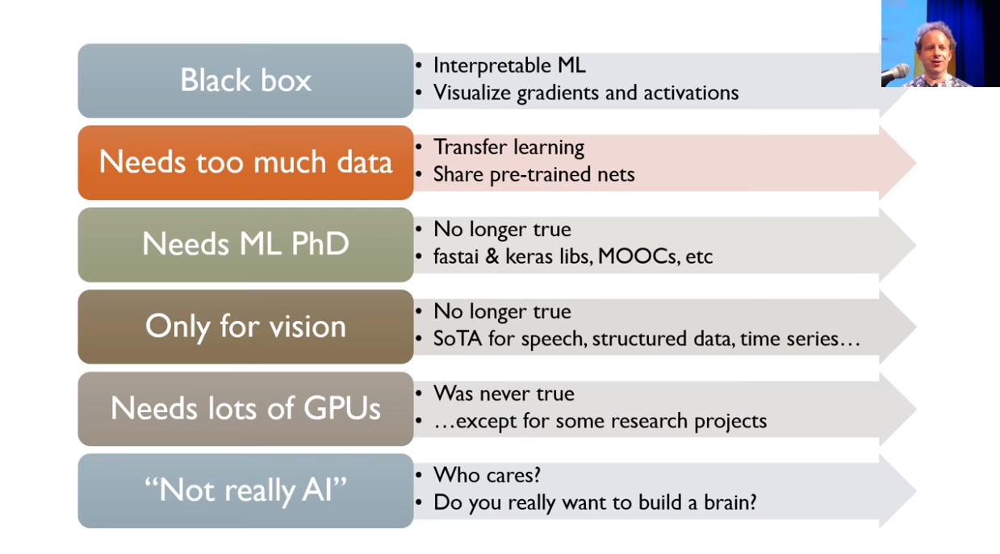 Black box
• Interpretable ML
• Visualize gradients and activations
Needs too much data
• Transfer learning
• Share pre-trained nets
Needs ML PhD
• No longer true
• fastai & keras libs, MOOCs, etc
Only for vision
• No longer true
• SoTA for speech, structured data, time series…
Needs lots of GPUs
• Was never true
• …except for some research projects
“Not really AI”
• Who cares?
• Do you really want to build a brain?